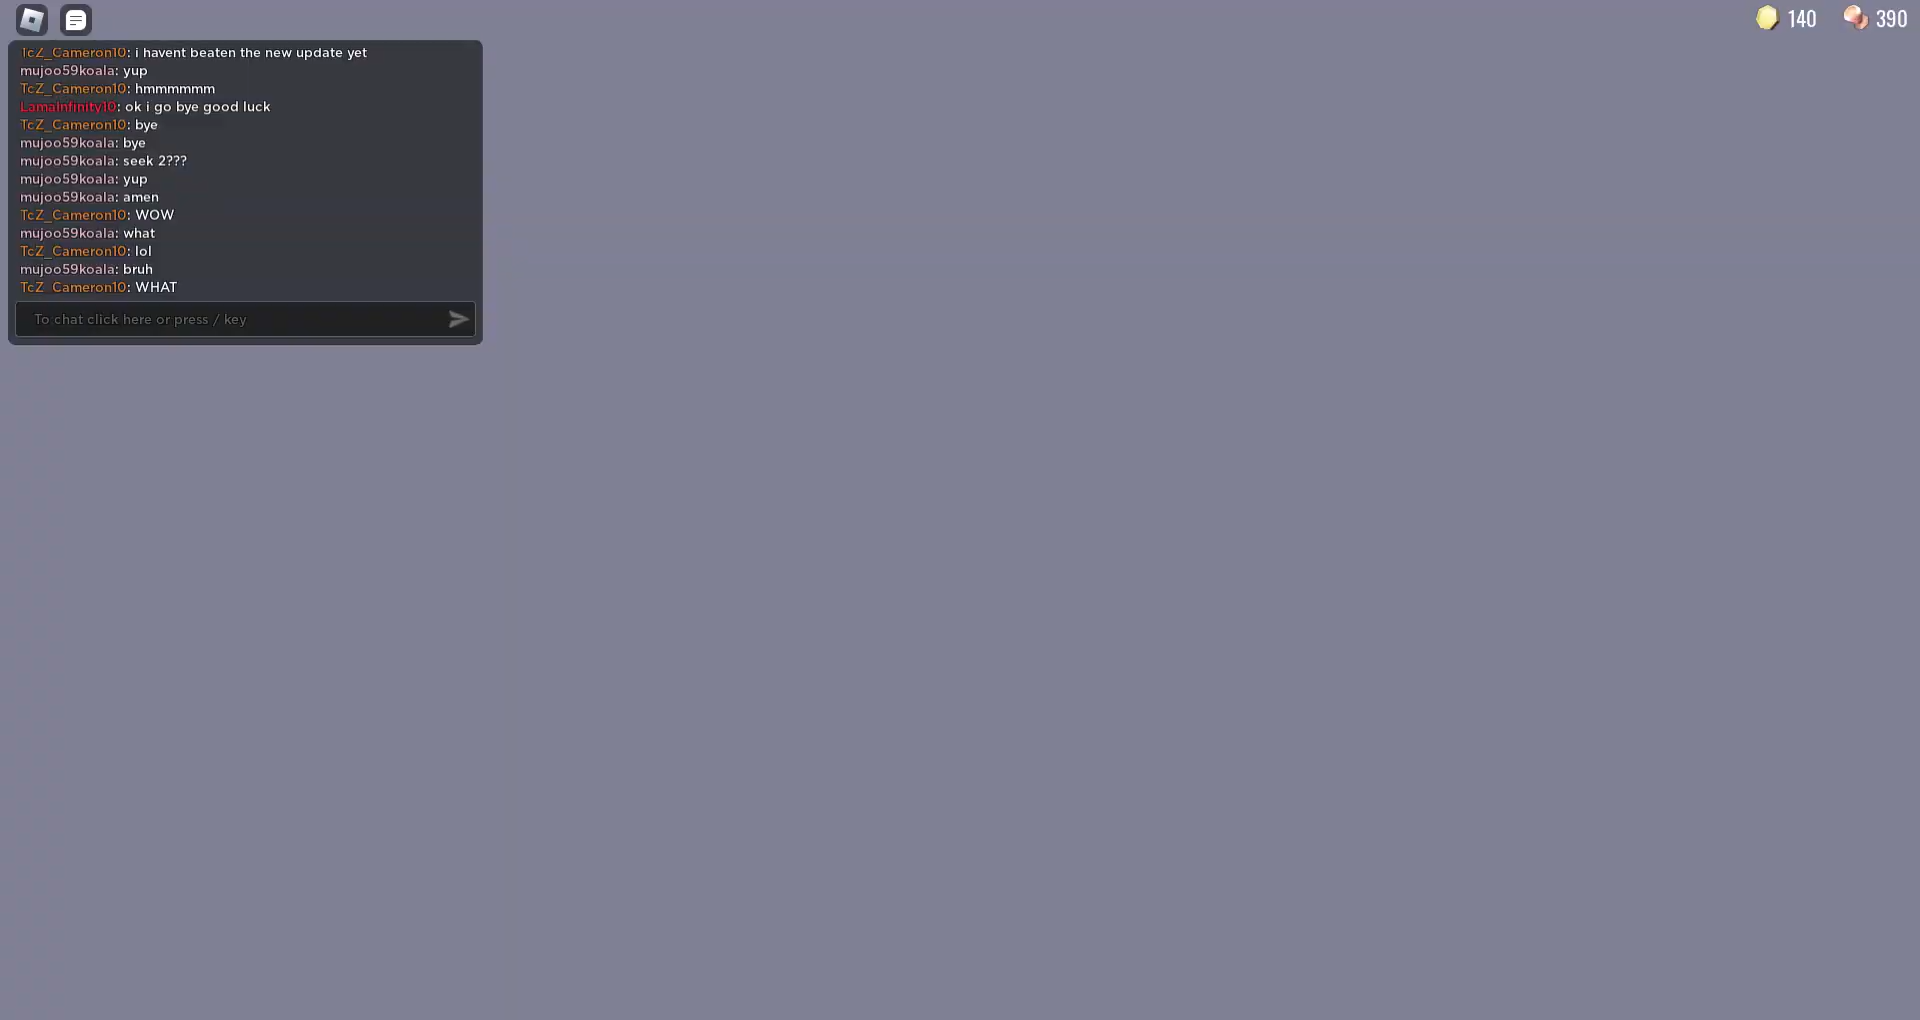 140
390
TcZ_Cameron10: i havent beaten the new update yet
mujoo59koala: yup
TcZ_Cameron10: hmmmmmm
LamaInfinity10: ok i go bye good luck
TcZ_Cameron10: bye
mujoo59koala: bye
mujoo59koala: seek 2???
mujoo59koala: yup
mujoo59koala: amen
TcZ_Cameron10: WOW
mujoo59koala: what
TcZ_Cameron10: lol
mujoo59koala: bruh
TcZ_Cameron10: WHAT
To chat click here or press / key